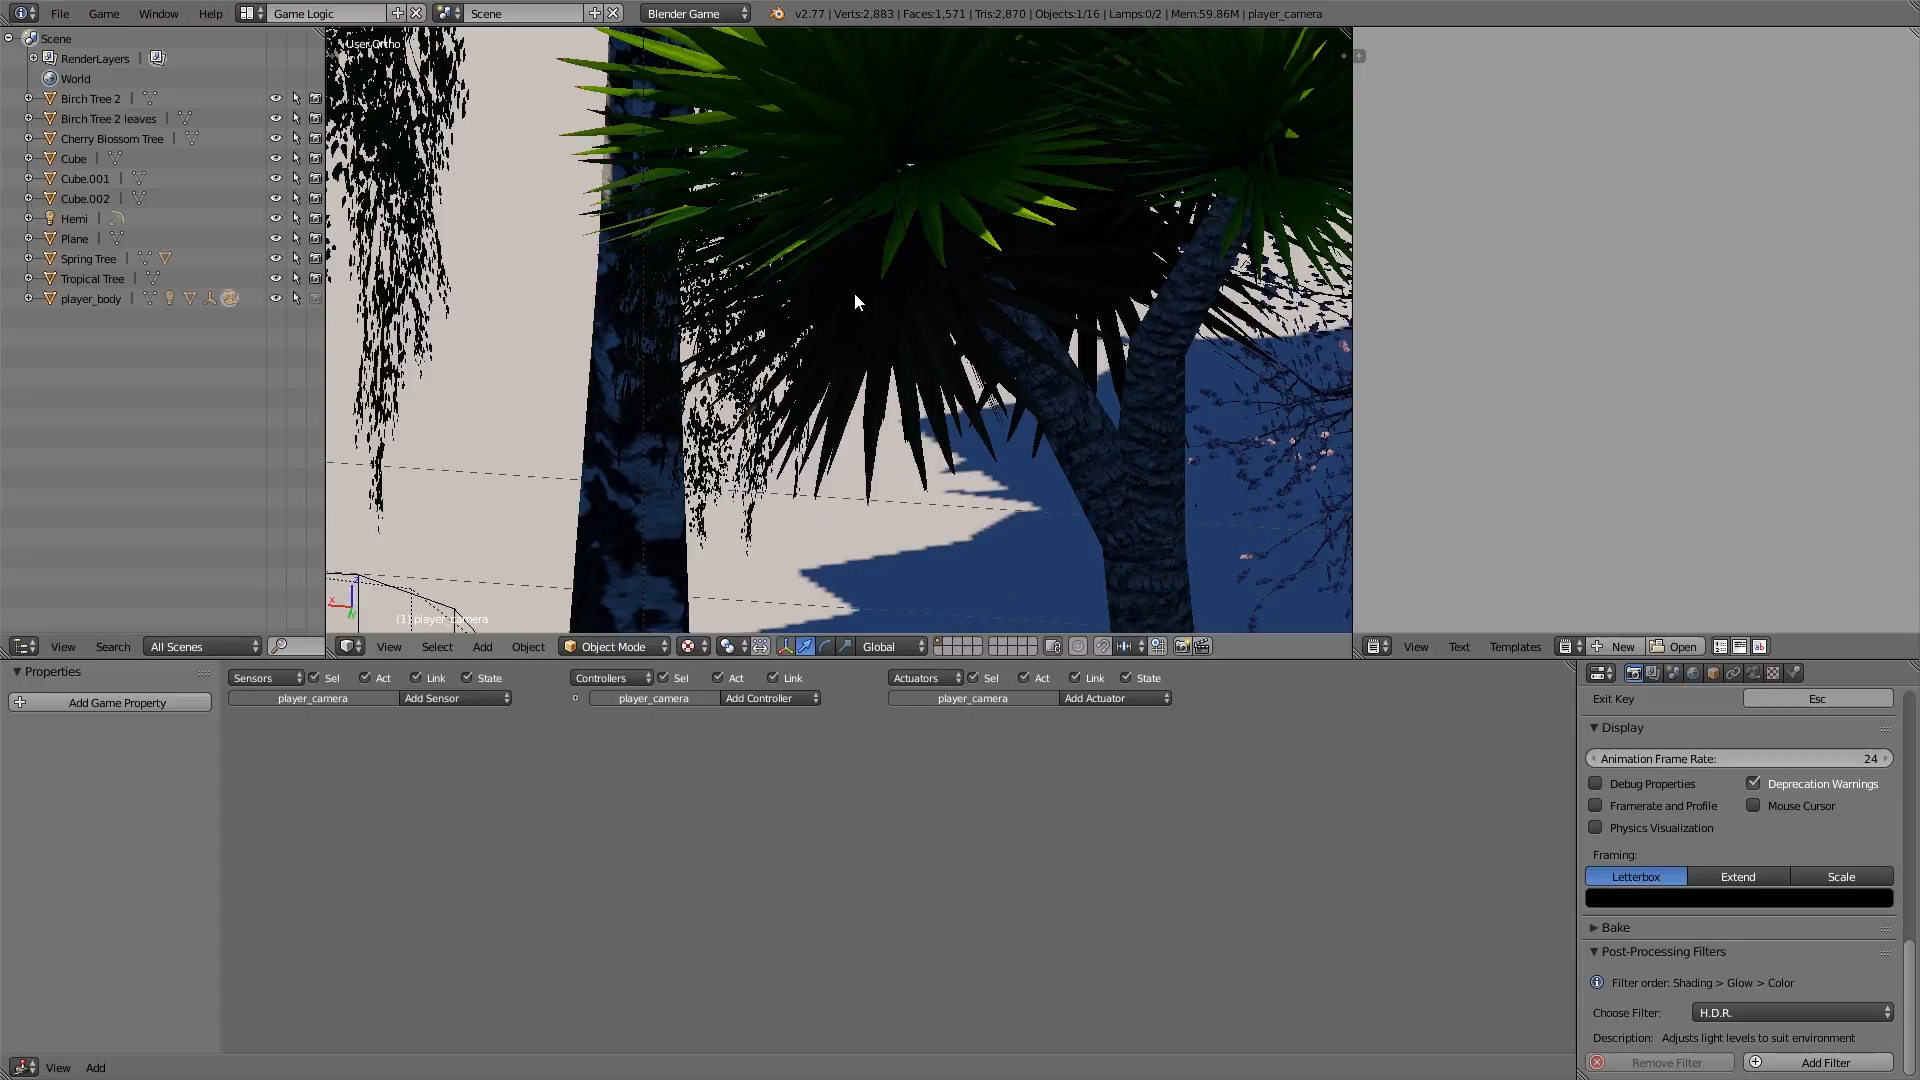 File Game Window Help Game Logic Scene Blender Game v2.77 | Verts:2,883 | Faces:1,571 | Tris:2,870 | Objects:1/16 | Lamps:0/2 | Mem:59.86M | player_camera
Scene
User Ortho
RenderLayers |
World
Birch Tree 2 |
Birch Tree 2 leaves |
Cherry Blossom Tree |
Cube |
Cube.001 |
Cube.002 |
Hemi |
Plane |
Spring Tree |
Tropical Tree |
player_body |
x
(1) player_camera
View Search All Scenes
View Select Add Object Object Mode Global
View Text Templates New Open ab
Properties
Add Game Property
Sensors Sel Act Link State Controllers Sel Act Link Actuators Sel Act Link State
player_camera Add Sensor player_camera Add Controller player_camera Add Actuator
Exit Key Esc
Display
Animation Frame Rate: 24
Debug Properties Deprecation Warnings
Framerate and Profile Mouse Cursor
Physics Visualization
Framing:
Letterbox Extend Scale
Bake
Post-Processing Filters
Filter order: Shading > Glow > Color
Choose Filter: H.D.R.
Description: Adjusts light levels to suit environment
Remove Filter Add Filter
View Add